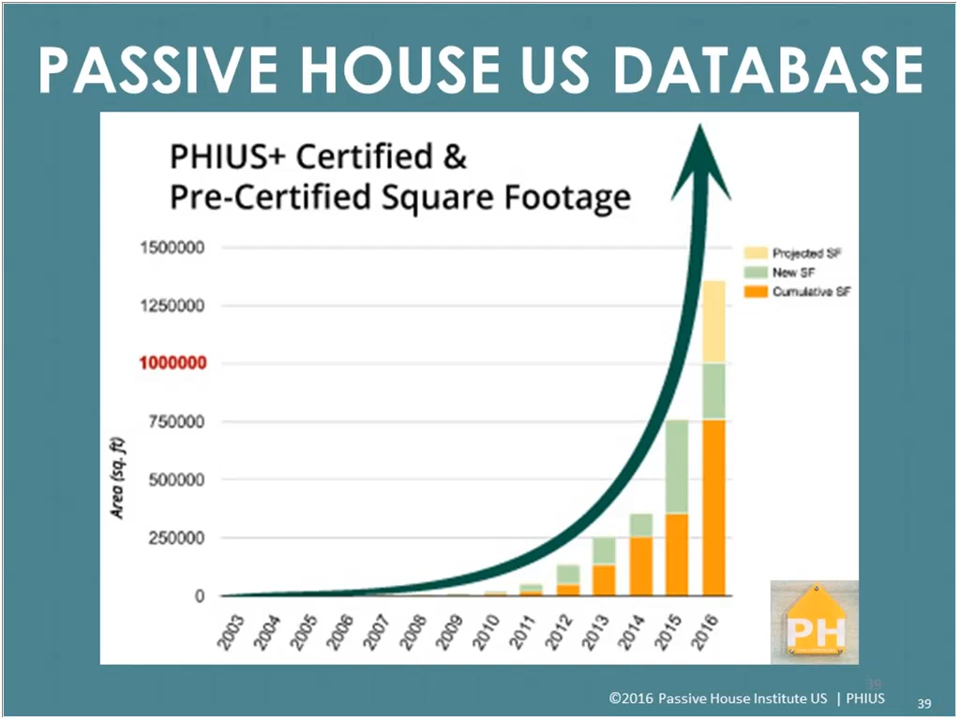 PASSIVE HOUSE US DATABASE
PHIUS+ Certified &
Pre-Certified Square Footage
1500000
1250000
1000000
750000
500000
250000
0
Area (sq. ft)
Projected SF
New SF
Cumulative SF
2003
2004
2005
2006
2007
2008
2009
2010
2011
2012
2013
2014
2015
2016
PH
39
©2016 Passive House Institute US | PHIUS
39